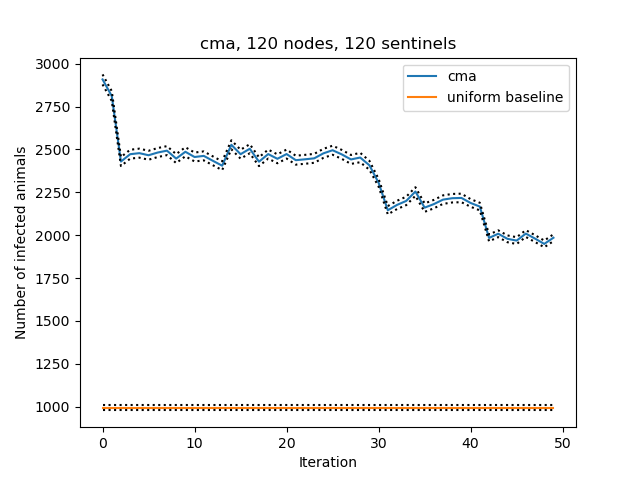 cma, 120 nodes, 120 sentinels
cma
uniform baseline
3000
2750
2500
2250
2000
1750
1500
1250
1000
Number of infected animals
0 10 20 30 40 50
Iteration